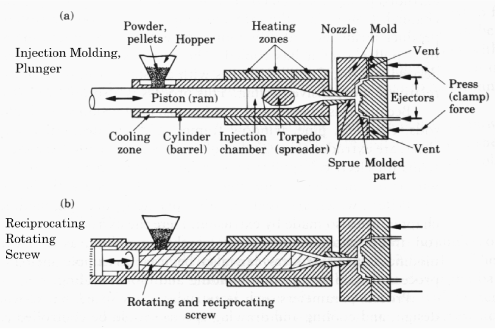 (a)
Injection Molding,
Plunger
Powder,
pellets
Hopper
Heating
zones
Nozzle
Mold
Vent
Piston (ram)
Ejectors
Press
(clamp)
force
Cooling
zone
Cylinder
(barrel)
Injection
chamber
Torpedo
(spreader)
Vent
Sprue
Molded
part
(b)
Reciprocating
Rotating
Screw
Rotating and reciprocating
screw